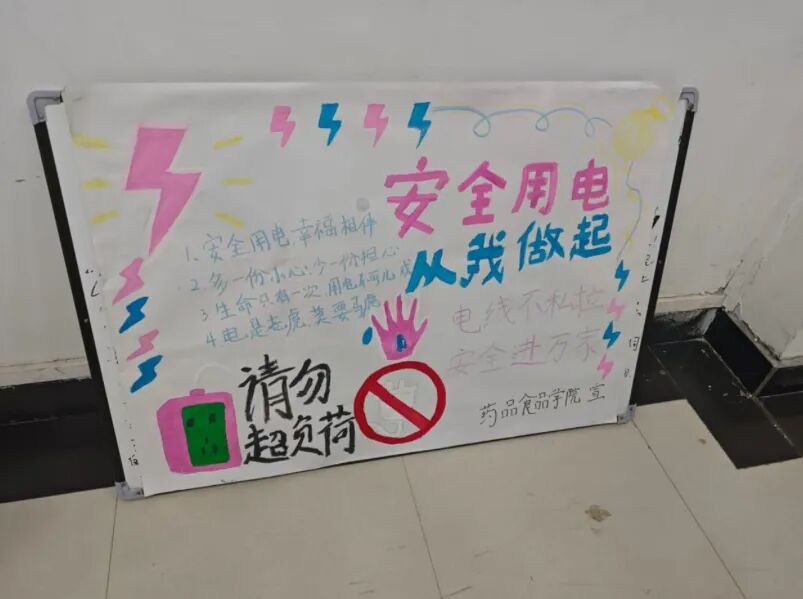 安全用电
从我做起
1.安全用电幸福相伴
2.多一份小心少一份担心
3生命只有一次用电不可儿戏
4电是老虎莫要马虎
电线不私拉
安全进万家
请勿
超负荷
药品食品学院 宣